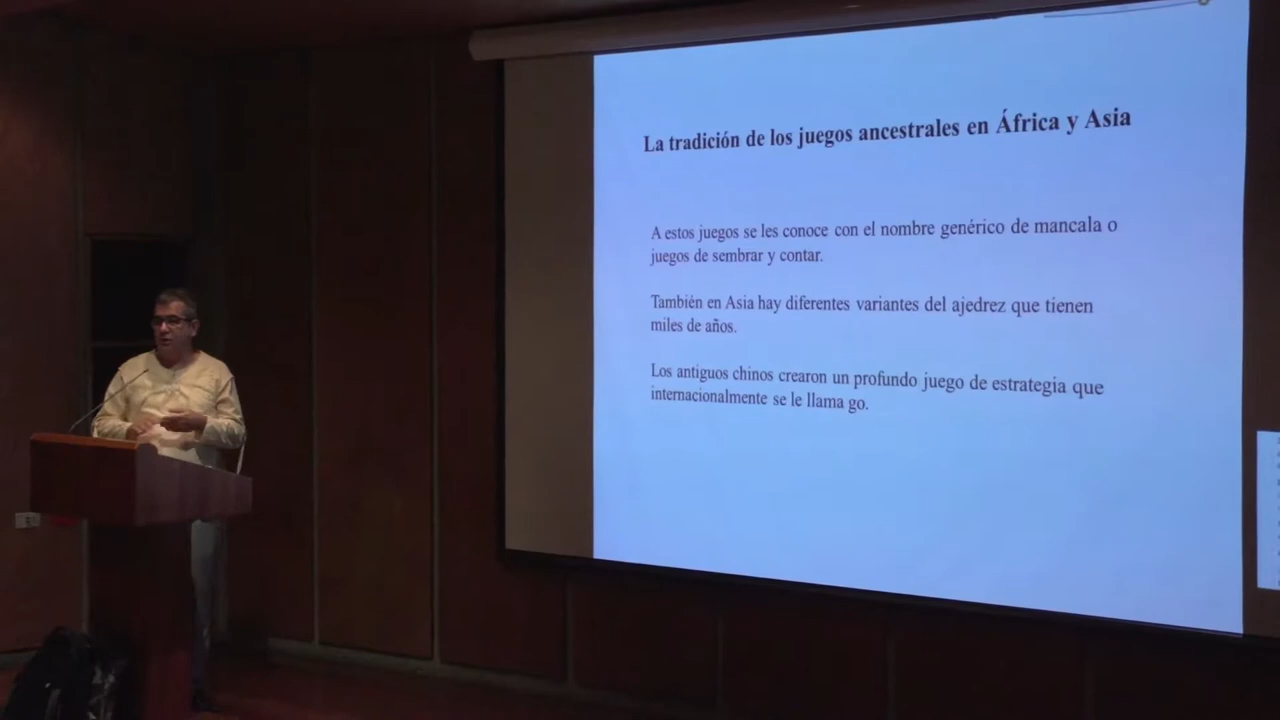 La tradición de los juegos ancestrales en África y Asia
A estos juegos se les conoce con el nombre genérico de mancala o
juegos de sembrar y contar.
También en Asia hay diferentes variantes del ajedrez que tienen
miles de años.
Los antiguos chinos crearon un profundo juego de estrategia que
internacionalmente se le llama go.